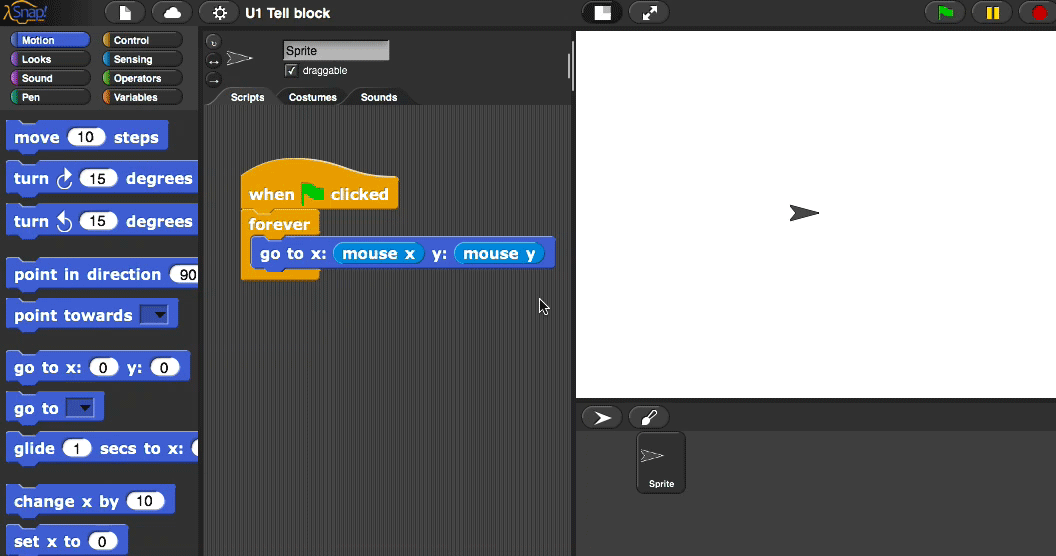 Snap!
U1 Tell block
Motion
Control
Looks
Sensing
Sound
Operators
Pen
Variables
move 10 steps
turn 15 degrees
turn 15 degrees
point in direction 90
point towards
go to x: 0 y: 0
go to
glide 1 secs to x:
change x by 10
set x to 0
Sprite
draggable
Scripts
Costumes
Sounds
when clicked
forever
go to x: mouse x y: mouse y
Sprite